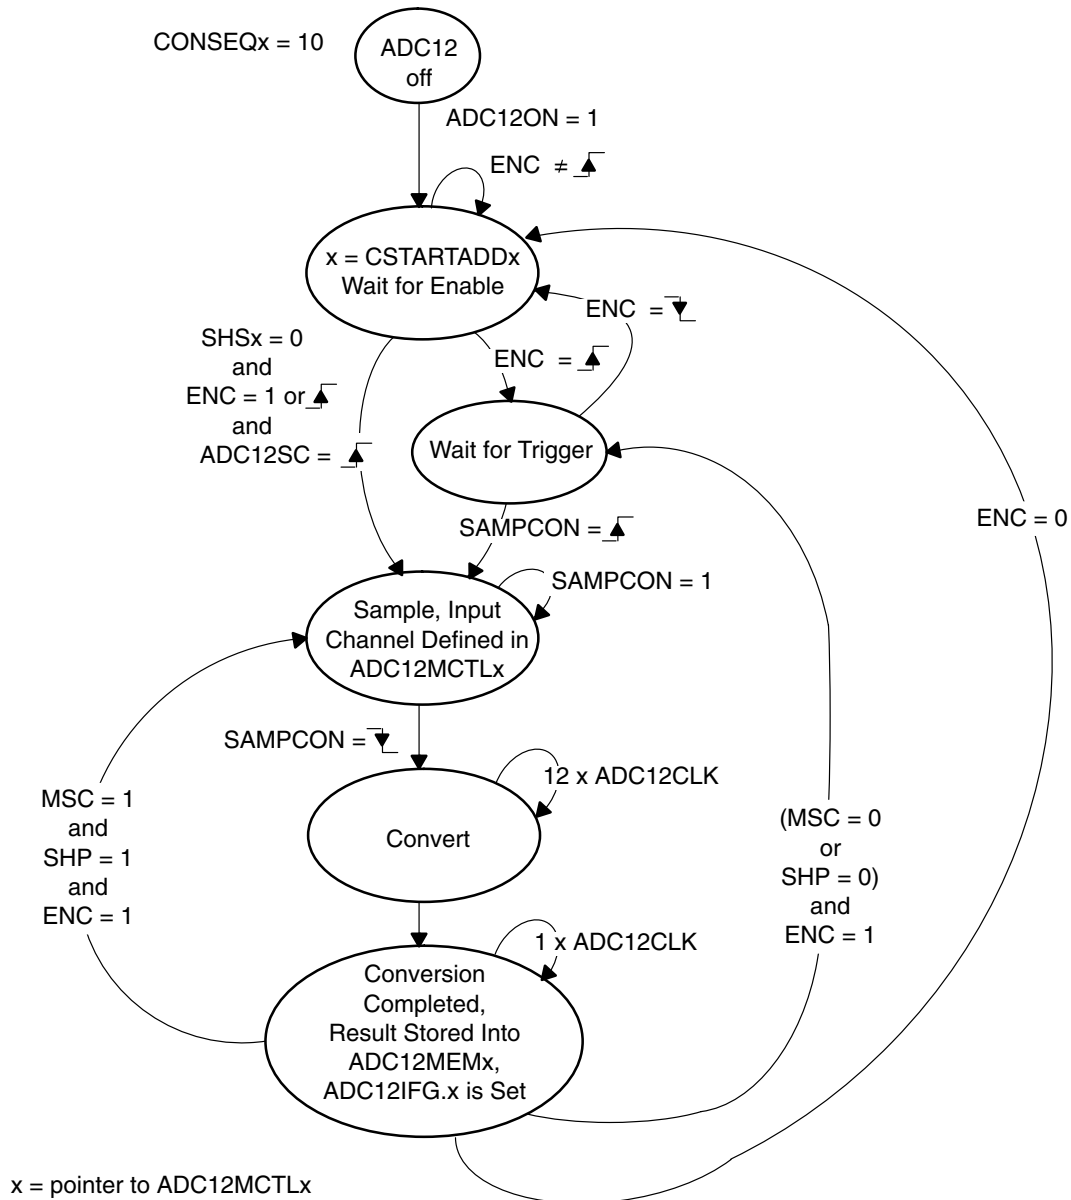 CONSEQx = 10
ADC12
off
ADC12ON = 1
ENC ≠
x = CSTARTADDx
Wait for Enable
ENC =
SHSx = 0
and
ENC = 1 or
and
ADC12SC =
ENC =
Wait for Trigger
SAMPCON =
ENC = 0
SAMPCON = 1
Sample, Input
Channel Defined in
ADC12MCTLx
SAMPCON =
12 x ADC12CLK
Convert
MSC = 1
and
SHP = 1
and
ENC = 1
(MSC = 0
or
SHP = 0)
and
ENC = 1
1 x ADC12CLK
Conversion
Completed,
Result Stored Into
ADC12MEMx,
ADC12IFG.x is Set
x = pointer to ADC12MCTLx